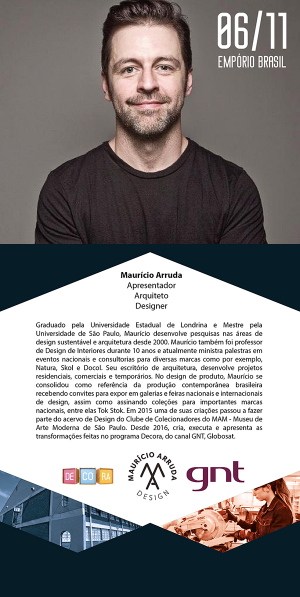 06/11
EMPÓRIO BRASIL
Maurício Arruda
Apresentador
Arquiteto
Designer
Graduado pela Universidade Estadual de Londrina e Mestre pela
Universidade de São Paulo, Maurício desenvolve pesquisas nas áreas de
design sustentável e arquitetura desde 2000. Maurício também foi professor
de Design de Interiores durante 10 anos e atualmente ministra palestras em
eventos nacionais e consultorias para diversas marcas como por exemplo,
Natura, Skol e Docol. Seu escritório de arquitetura, desenvolve projetos
residenciais, comerciais e temporários. No design de produto, Maurício se
consolidou como referência da produção contemporânea brasileira
recebendo convites para expor em galerias e feiras nacionais e internacionais
de design, assim como assinando coleções para importantes marcas
nacionais, entre elas Tok Stok. Em 2015 uma de suas criações passou a fazer
parte do acervo de Design do Clube de Colecionadores do MAM - Museu de
Arte Moderna de São Paulo. Desde 2016, cria, executa e apresenta as
transformações feitas no programa Decora, do canal GNT, Globosat.
DE CO RA
MAURÍCIO ARRUDA
DESIGN
gnt